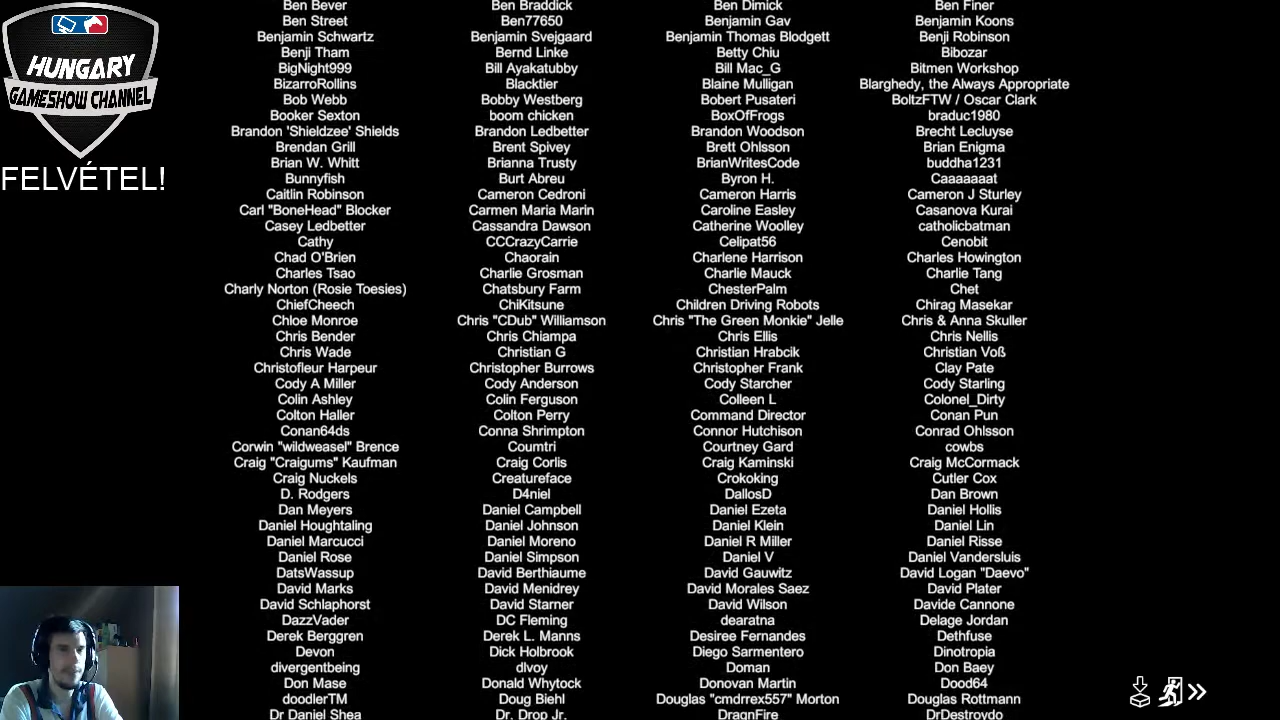 HUNGARY
GAMESHOW CHANNEL
FELVÉTEL!
Ben Bever Ben Braddick Ben Dimick Ben Finer
Ben Street Ben77650 Benjamin Gav Benjamin Koons
Benjamin Schwartz Benjamin Svejgaard Benjamin Thomas Blodgett Benji Robinson
Benji Tham Bernd Linke Betty Chiu Bibozar
BigNight999 Bill Ayakatubby Bill Mac_G Bitmen Workshop
BizarroRollins Blacktier Blaine Mulligan Blarghedy, the Always Appropriate
Bob Webb Bobby Westberg Bobert Pusateri BoltzFTW / Oscar Clark
Booker Sexton boom chicken BoxOfFrogs braduc1980
Brandon 'Shieldzee' Shields Brandon Ledbetter Brandon Woodson Brecht Lecluyse
Brendan Grill Brent Spivey Brett Ohlsson Brian Enigma
Brian W. Whitt Brianna Trusty BrianWritesCode buddha1231
Bunnyfish Burt Abreu Byron H. Caaaaaaat
Caitlin Robinson Cameron Cedroni Cameron Harris Cameron J Sturley
Carl "BoneHead" Blocker Carmen Maria Marin Caroline Easley Casanova Kurai
Casey Ledbetter Cassandra Dawson Catherine Woolley catholicbatman
Cathy CCCrazyCarrie Celipat56 Cenobit
Chad O'Brien Chaorain Charlene Harrison Charles Howington
Charles Tsao Charlie Grosman Charlie Mauck Charlie Tang
Charly Norton (Rosie Toesies) Chatsbury Farm ChesterPalm Chet
ChiefCheech ChiKitsune Children Driving Robots Chirag Masekar
Chloe Monroe Chris "CDub" Williamson Chris "The Green Monkie" Jelle Chris & Anna Skuller
Chris Bender Chris Chiampa Chris Ellis Chris Nellis
Chris Wade Christian G Christian Hrabcik Christian Voß
Christofleur Harpeur Christopher Burrows Christopher Frank Clay Pate
Cody A Miller Cody Anderson Cody Starcher Cody Starling
Colin Ashley Colin Ferguson Colleen L Colonel_Dirty
Colton Haller Colton Perry Command Director Conan Pun
Conan64ds Conna Shrimpton Connor Hutchison Conrad Ohlsson
Corwin "wildweasel" Brence Coumtri Courtney Gard cowbs
Craig "Craigums" Kaufman Craig Corlis Craig Kaminski Craig McCormack
Craig Nuckels Creatureface Crokoking Cutler Cox
D. Rodgers D4niel DallosD Dan Brown
Dan Meyers Daniel Campbell Daniel Ezeta Daniel Hollis
Daniel Houghtaling Daniel Johnson Daniel Klein Daniel Lin
Daniel Marcucci Daniel Moreno Daniel R Miller Daniel Risse
Daniel Rose Daniel Simpson Daniel V Daniel Vandersluis
DatsWassup David Berthiaume David Gauwitz David Logan "Daevo"
David Marks David Menidrey David Morales Saez David Plater
David Schlaphorst David Starner David Wilson Davide Cannone
DazzVader DC Fleming dearatna Delage Jordan
Derek Berggren Derek L. Manns Desiree Fernandes Dethfuse
Devon Dick Holbrook Diego Sarmentero Dinotropia
divergentbeing dlvoy Doman Don Baey
Don Mase Donald Whytock Donovan Martin Dood64
doodlerTM Doug Biehl Douglas "cmdrrex557" Morton Douglas Rottmann
Dr Daniel Shea Dr. Drop Jr. DragnFire DrDestroydo